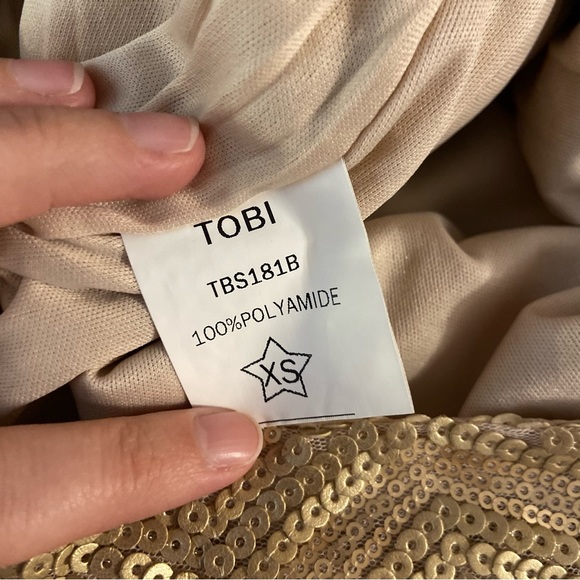 TOBI
TBS181B
100%POLYAMIDE
XS